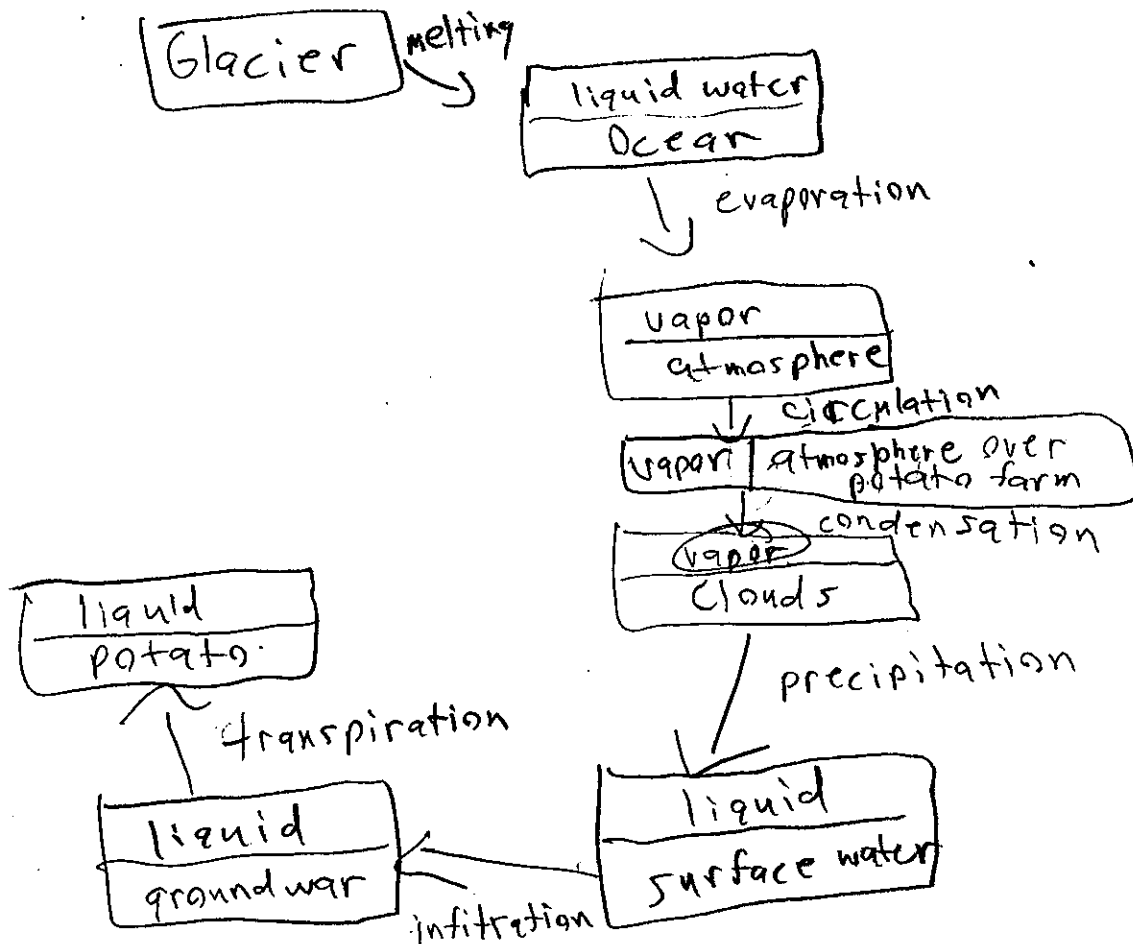 Glacier
melting
liquid water
Ocear
evaporation
vapor
atmosphere
circulation
vapor
atmosphere over
potato farm
condensation
vapor
Clouds
precipitation
liquid
surface water
infitration
liquid
groundwar
transpiration
liquid
potato